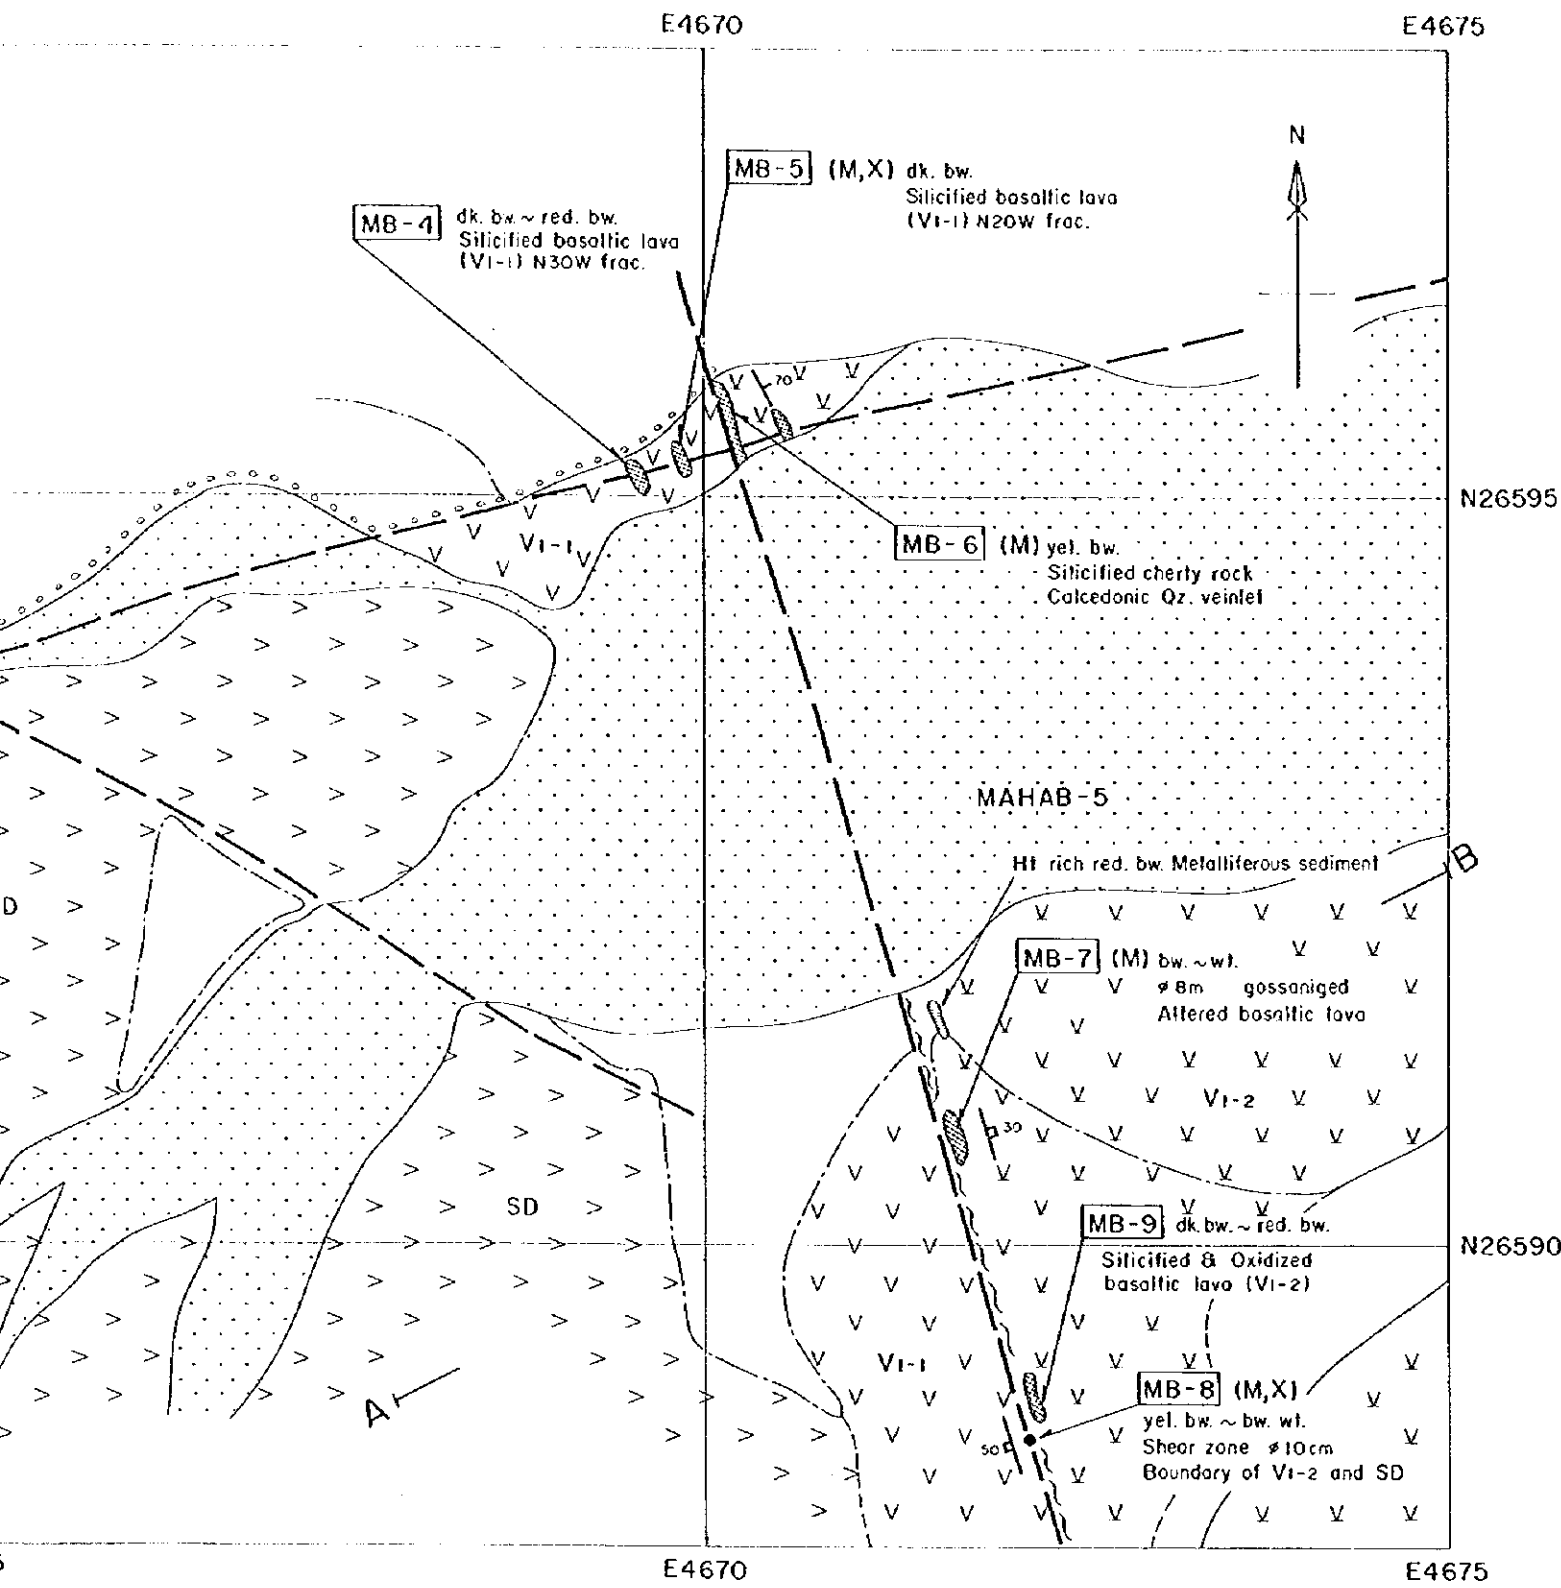 E4670
E4675
N
MB-5 (M,X) dk. bw.
Silicified basaltic lava
(V1-1) N20W frac.
MB-4 dk. bw. ~ red. bw.
Silicified basaltic lava
(V1-1) N30W frac.
70
N26595
V1-1
MB-6 (M) yel. bw.
Silicified cherty rock
Calcedonic Qz. veinlet
MAHAB-5
Ht rich red. bw. Metalliferous sediment
B
D
MB-7 (M) bw. ~ wt.
ø 8m gossaniged
Altered basaltic lava
V1-2
30
SD
MB-9 dk. bw. ~ red. bw.
N26590
Silicified & Oxidized
basaltic lava (V1-2)
V1-1
A
MB-8 (M,X)
yel. bw. ~ bw. wt.
50
Shear zone ø 10cm
Boundary of V1-2 and SD
E4670
E4675